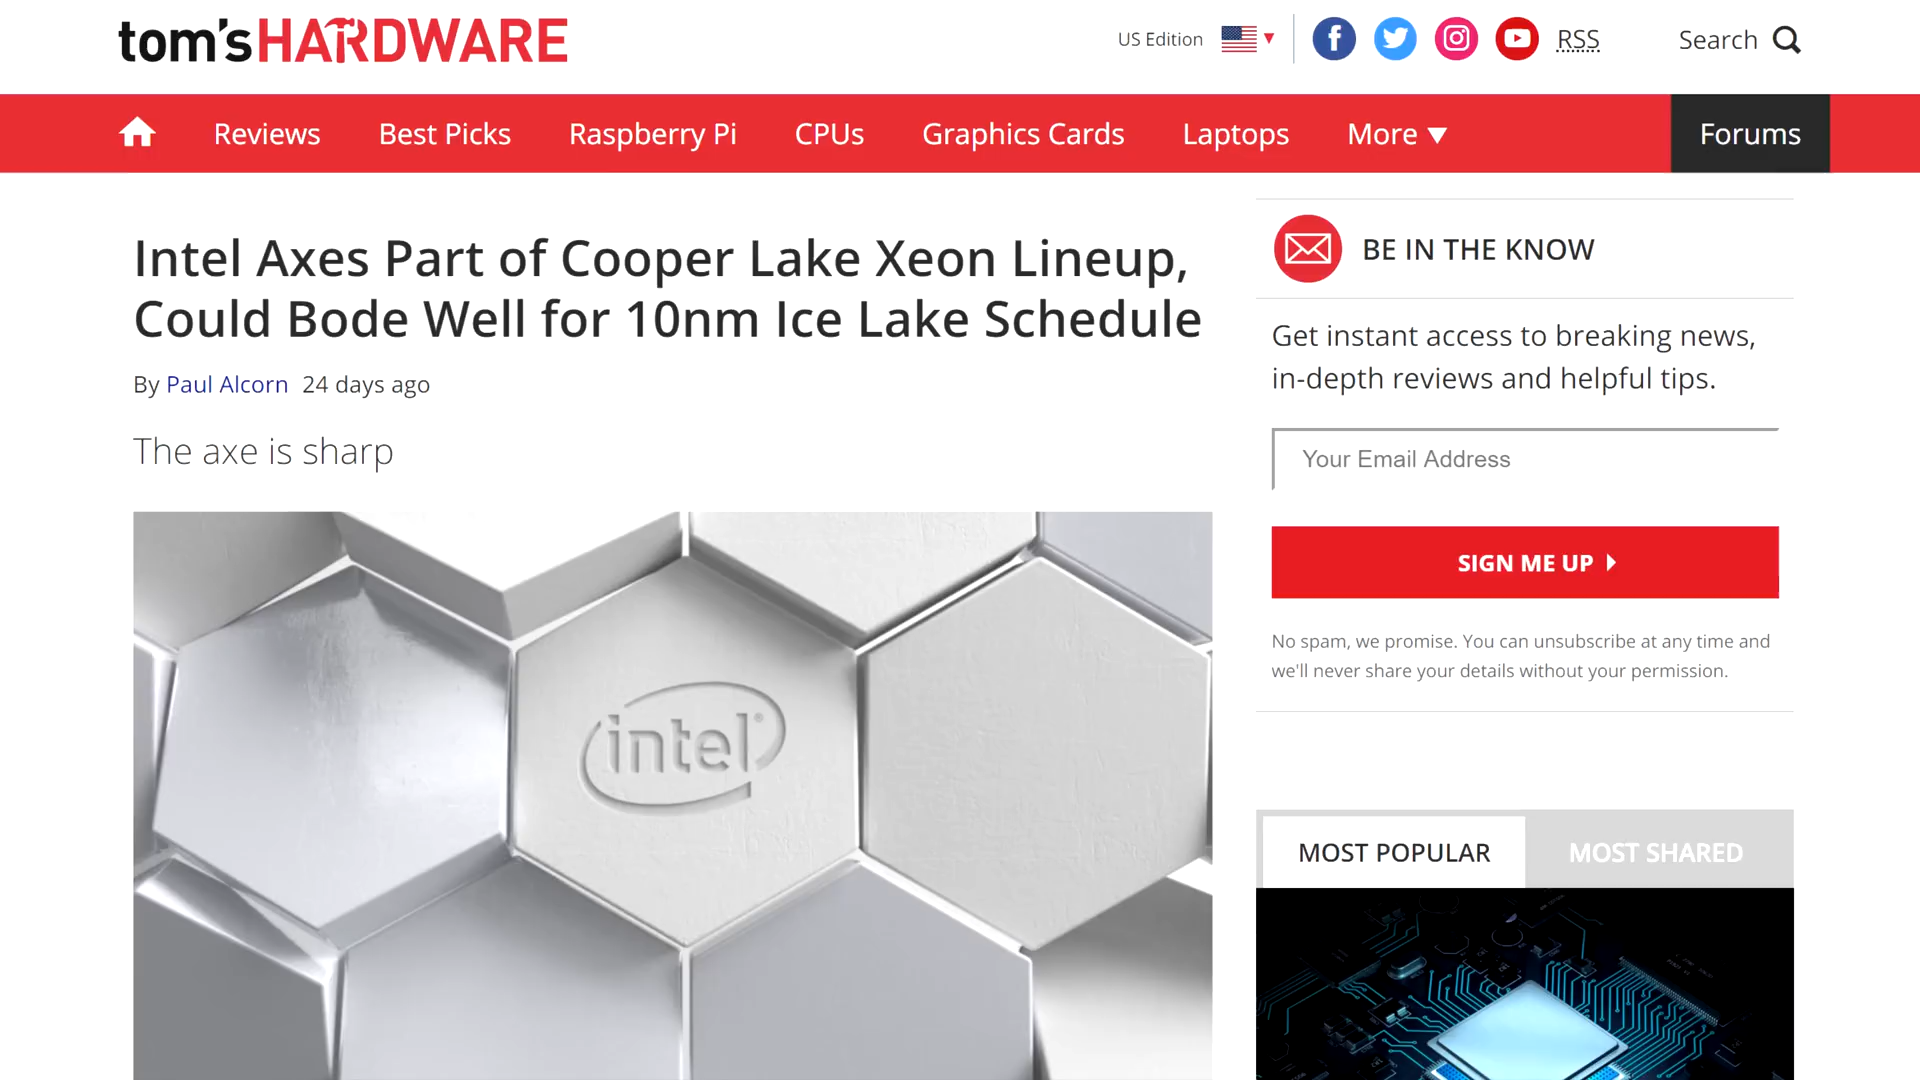 tom'sHARDWARE
US Edition
RSS
Search
Reviews
Best Picks
Raspberry Pi
CPUs
Graphics Cards
Laptops
More
Forums
Intel Axes Part of Cooper Lake Xeon Lineup,
Could Bode Well for 10nm Ice Lake Schedule
By Paul Alcorn 24 days ago
The axe is sharp
intel®
BE IN THE KNOW
Get instant access to breaking news,
in-depth reviews and helpful tips.
Your Email Address
SIGN ME UP
No spam, we promise. You can unsubscribe at any time and
we'll never share your details without your permission.
MOST POPULAR
MOST SHARED